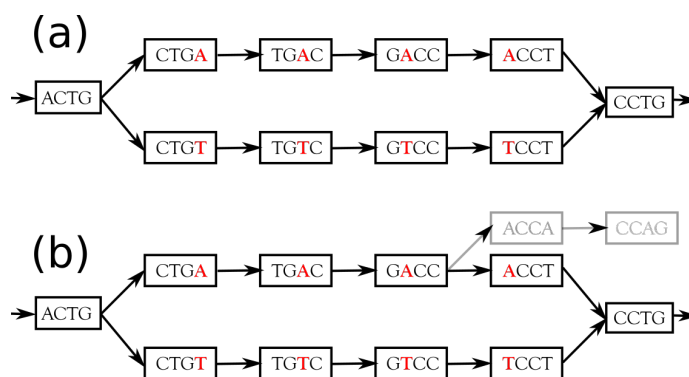 (a)
CTGA TGAC GACC ACCT
ACTG CCTG
CTGT TGTC GTCC TCCT
ACCA CCAG
(b)
CTGA TGAC GACC ACCT
ACTG CCTG
CTGT TGTC GTCC TCCT